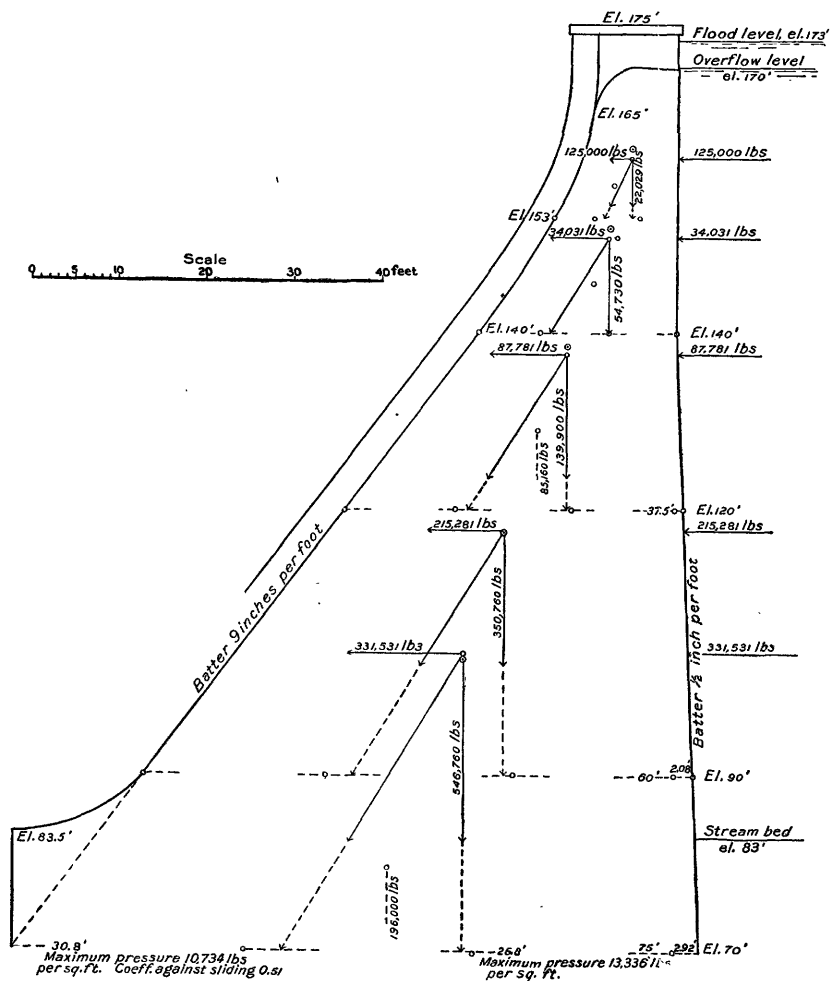 El. 175'
Flood level, el. 173'
Overflow level
el. 170'
El. 165'
125,000 lbs
22,029 lbs
125,000 lbs
El. 153'
34,031 lbs
34,031 lbs
54,730 lbs
Scale
0 10 20 30 40 feet
El. 140'
El. 140'
87,781 lbs
87,781 lbs
139,900 lbs
85,160 lbs
37.5'
El. 120'
215,281 lbs
215,281 lbs
Batter 9 inches per foot
350,760 lbs
Batter ½ inch per foot
331,531 lb3
331,531 lb3
546,760 lbs
60'
2.08'
El. 90'
El. 83.5'
Stream bed
el. 83'
196,000 lbs
30.8'
26.8'
75'
2.92'
El. 70'
Maximum pressure 10,734 lbs
per sq. ft. Coeff. against sliding 0.51
Maximum pressure 13,336 lbs
per sq. ft.